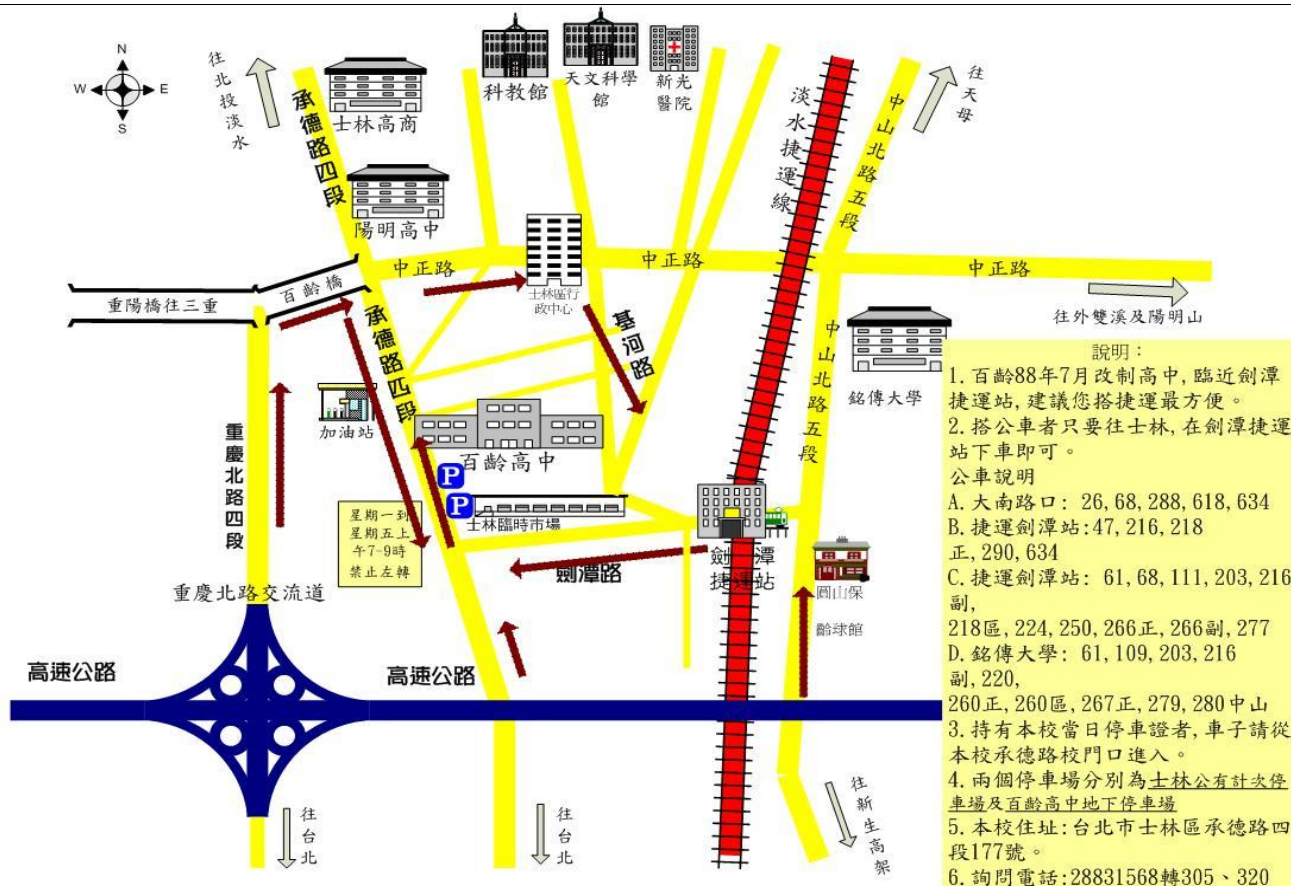 N
W
E
S
往北投淡水
承德路四段
士林高商
科教館
天文科學
館
新光
醫院
淡水捷運線
中山北路五段
往天母
陽明高中
中正路
中正路
中正路
重陽橋往三重
百齡橋
士林區行
政中心
往外雙溪及陽明山
承德路四段
基河路
中山北路五段
銘傳大學
加油站
重慶北路四段
百齡高中
P
P
士林臨時市場
星期一到
星期五上
午7-9時
禁止左轉
劍潭路
劍潭
捷運站
圓山保
齡球館
重慶北路交流道
高速公路
高速公路
往台北
往台北
往新生高架
說明：
1. 百齡88年7月改制高中,臨近劍潭
捷運站,建議您搭捷運最方便。
2. 搭公車者只要往士林,在劍潭捷運
站下車即可。
公車說明
A. 大南路口: 26,68,288,618,634
B. 捷運劍潭站:47,216,218
正,290,634
C. 捷運劍潭站: 61,68,111,203,216
副,
218區,224,250,266正,266副,277
D. 銘傳大學: 61,109,203,216
副,220,
260正,260區,267正,279,280中山
3. 持有本校當日停車證者,車子請從
本校承德路校門口進入。
4. 兩個停車場分別為士林公有計次停
車場及百齡高中地下停車場
5. 本校住址:台北市士林區承德路四
段177號。
6. 詢問電話:28831568轉305、320